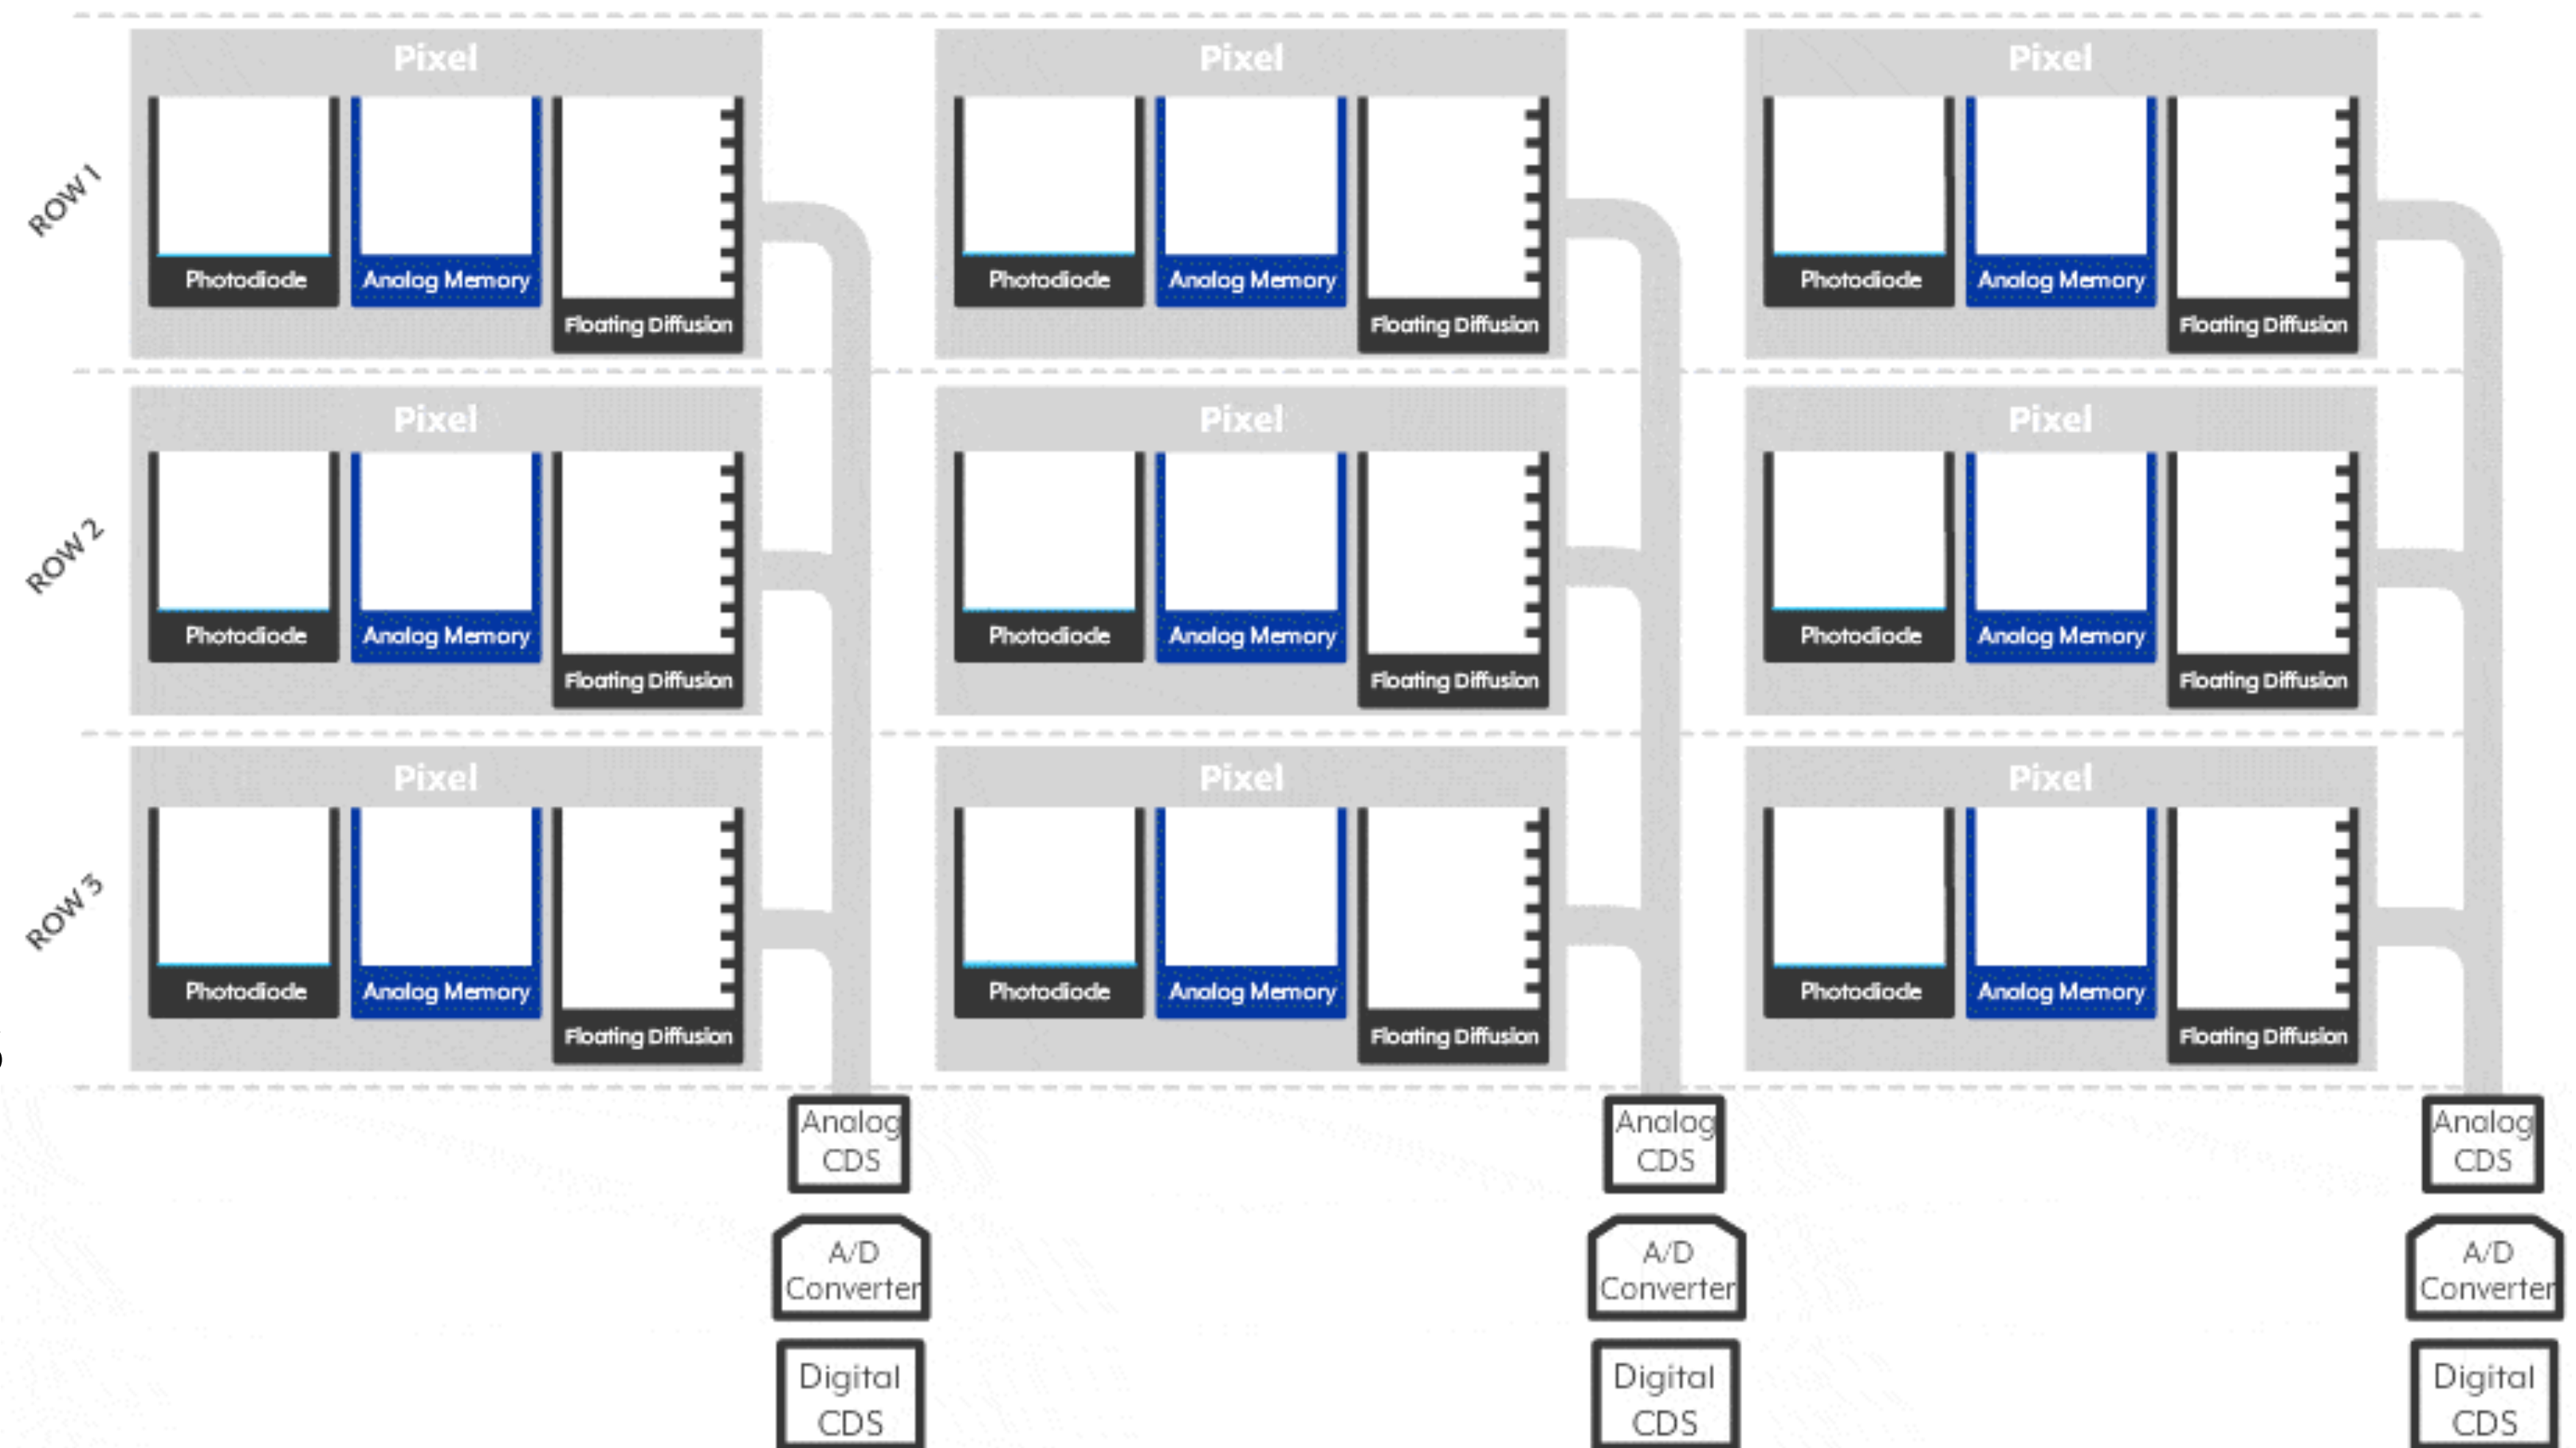 Pixel Pixel Pixel
ROW 1
Photodiode Analog Memory Floating Diffusion Photodiode Analog Memory Floating Diffusion Photodiode Analog Memory Floating Diffusion
Pixel Pixel Pixel
ROW 2
Photodiode Analog Memory Floating Diffusion Photodiode Analog Memory Floating Diffusion Photodiode Analog Memory Floating Diffusion
Pixel Pixel Pixel
ROW 3
Photodiode Analog Memory Floating Diffusion Photodiode Analog Memory Floating Diffusion Photodiode Analog Memory Floating Diffusion
Analog Analog Analog
CDS CDS CDS
A/D A/D A/D
Converter Converter Converter
Digital Digital Digital
CDS CDS CDS